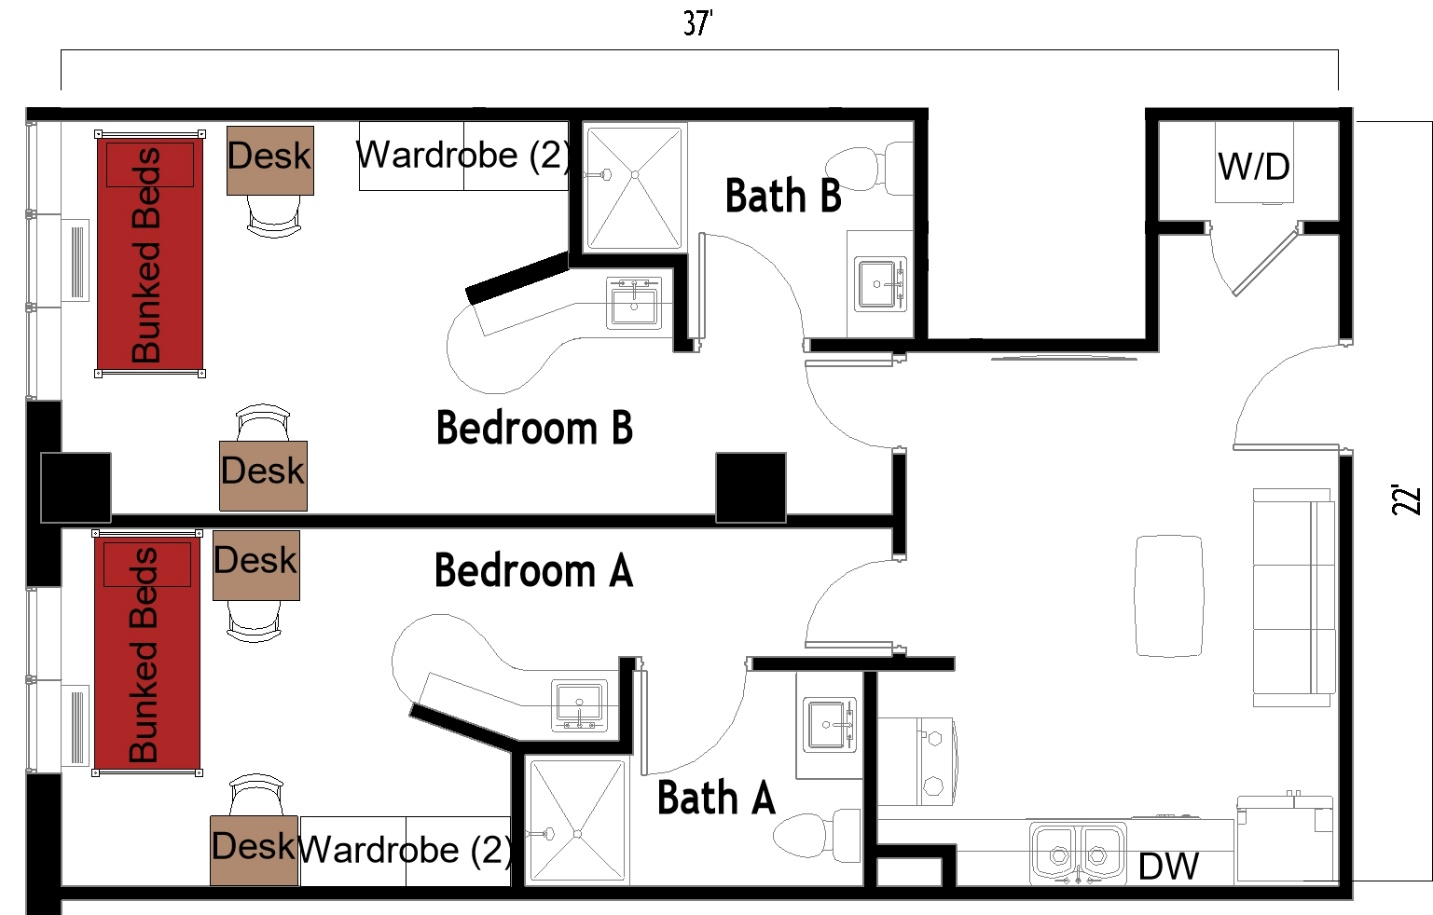 37'
Bunked Beds
Desk
Wardrobe (2)
Bath B
W/D
Bedroom B
Desk
22'
Bunked Beds
Desk
Bedroom A
Bath A
Desk
Wardrobe (2)
DW